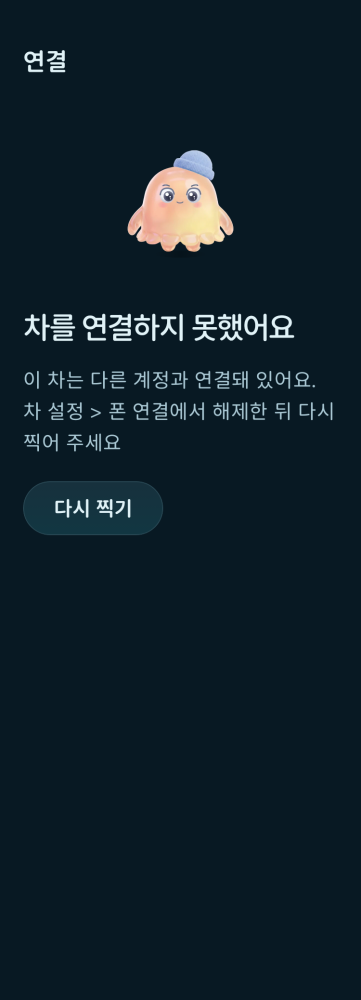 연결
차를 연결하지 못했어요
이 차는 다른 계정과 연결돼 있어요.
차 설정 > 폰 연결에서 해제한 뒤 다시
찍어 주세요
다시 찍기